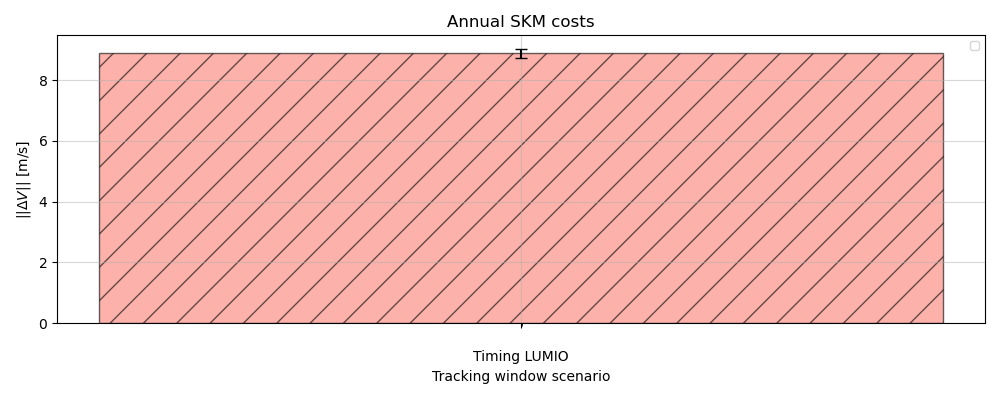 Annual SKM costs
||ΔV|| [m/s]
8
6
4
2
0
Timing LUMIO
Tracking window scenario